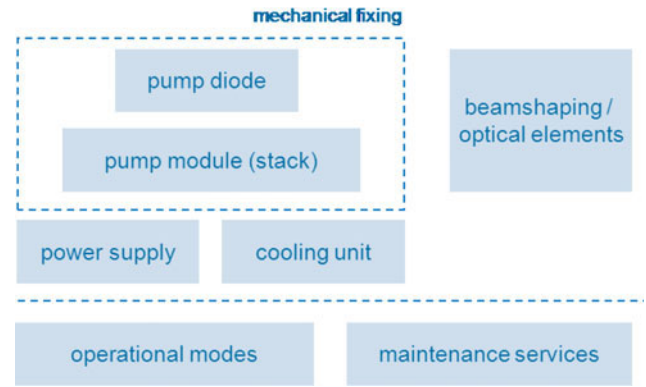 mechanical fixing
pump diode
pump module (stack)
beamshaping /
optical elements
power supply
cooling unit
operational modes
maintenance services